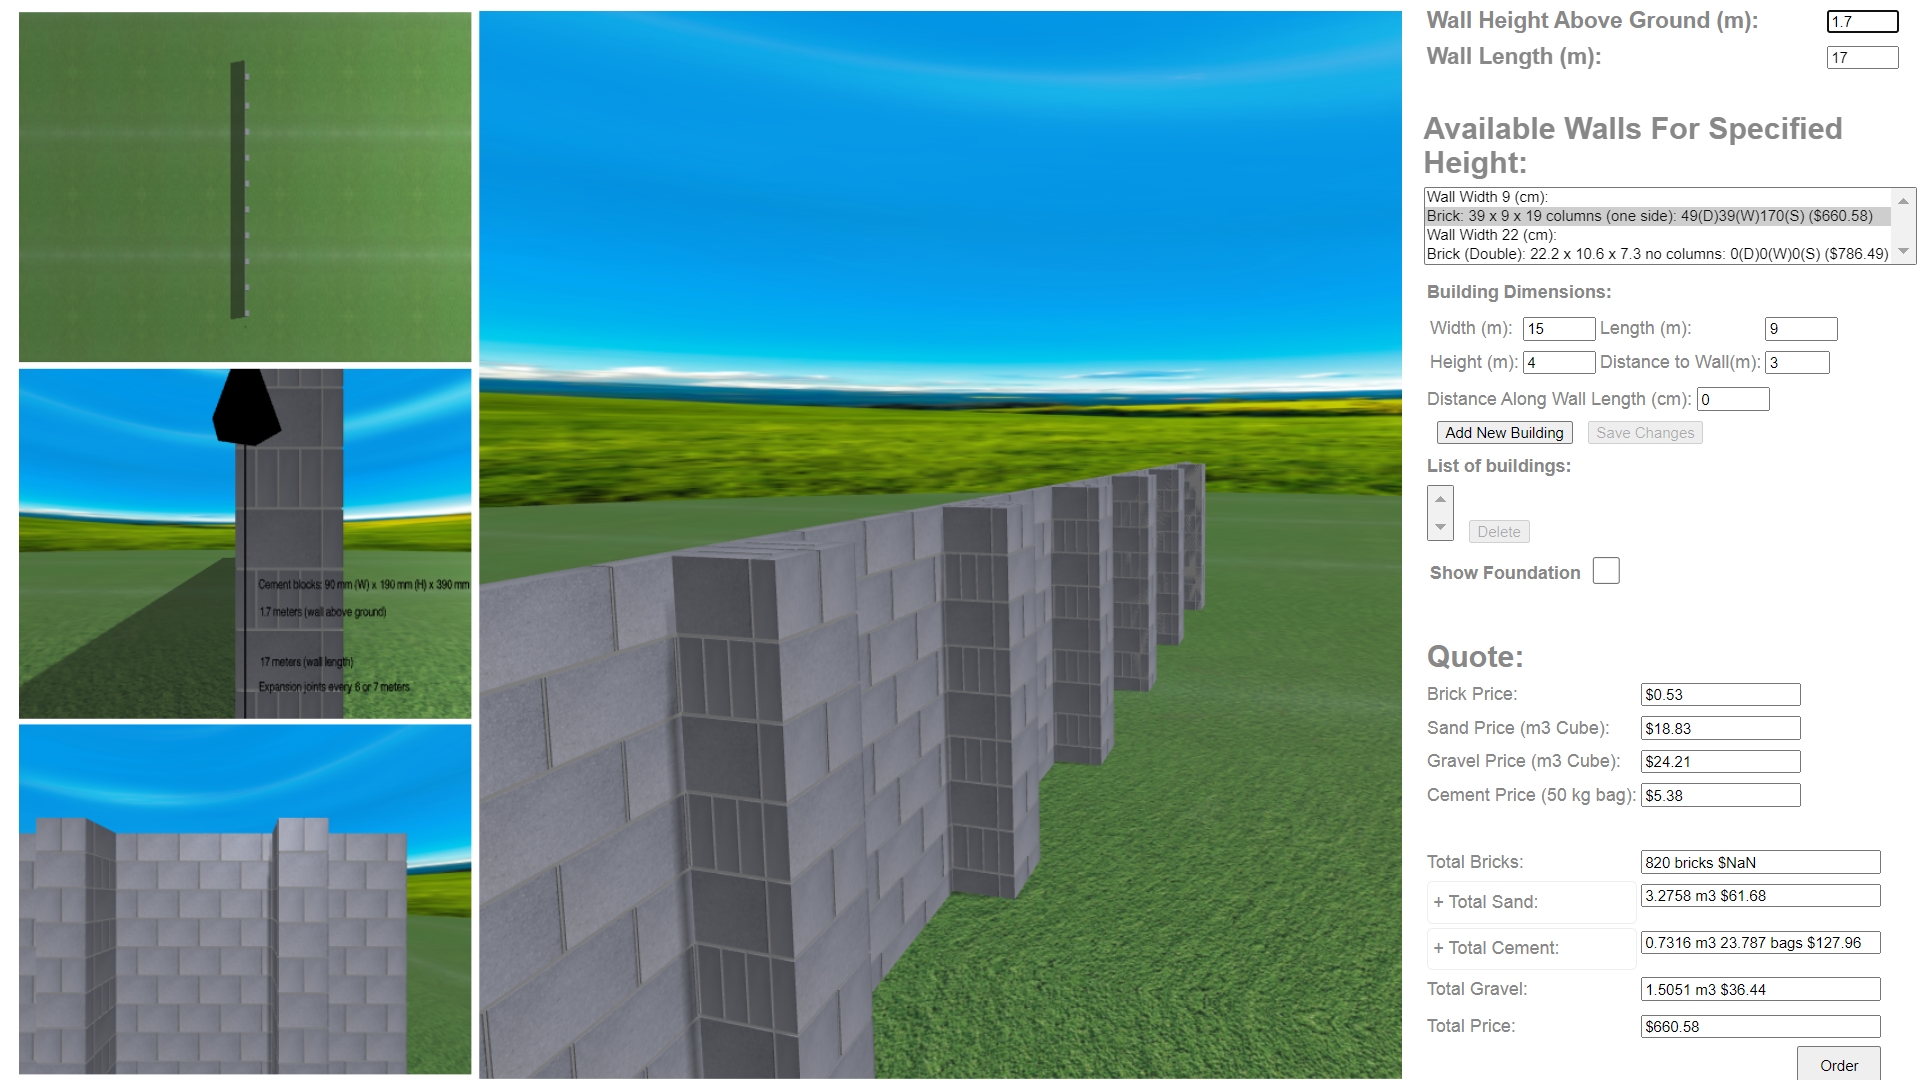 Wall Height Above Ground (m): 1.7
Wall Length (m): 17
Available Walls For Specified
Height:
Wall Width 9 (cm):
Brick: 39 x 9 x 19 columns (one side): 49(D)39(W)170(S) ($660.58)
Wall Width 22 (cm):
Brick (Double): 22.2 x 10.6 x 7.3 no columns: 0(D)0(W)0(S) ($786.49)
Building Dimensions:
Width (m): 15 Length (m): 9
Height (m): 4 Distance to Wall(m): 3
Distance Along Wall Length (cm): 0
Add New Building Save Changes
List of buildings:
Delete
Show Foundation
Quote:
Brick Price: $0.53
Sand Price (m3 Cube): $18.83
Gravel Price (m3 Cube): $24.21
Cement Price (50 kg bag): $5.38
Total Bricks: 820 bricks $NaN
+ Total Sand: 3.2758 m3 $61.68
+ Total Cement: 0.7316 m3 23.787 bags $127.96
Total Gravel: 1.5051 m3 $36.44
Total Price: $660.58
Order
Cement blocks: 90 mm (W) x 190 mm (H) x 390 mm
1.7 meters (wall above ground)
17 meters (wall length)
Expansion joints every 6 or 7 meters